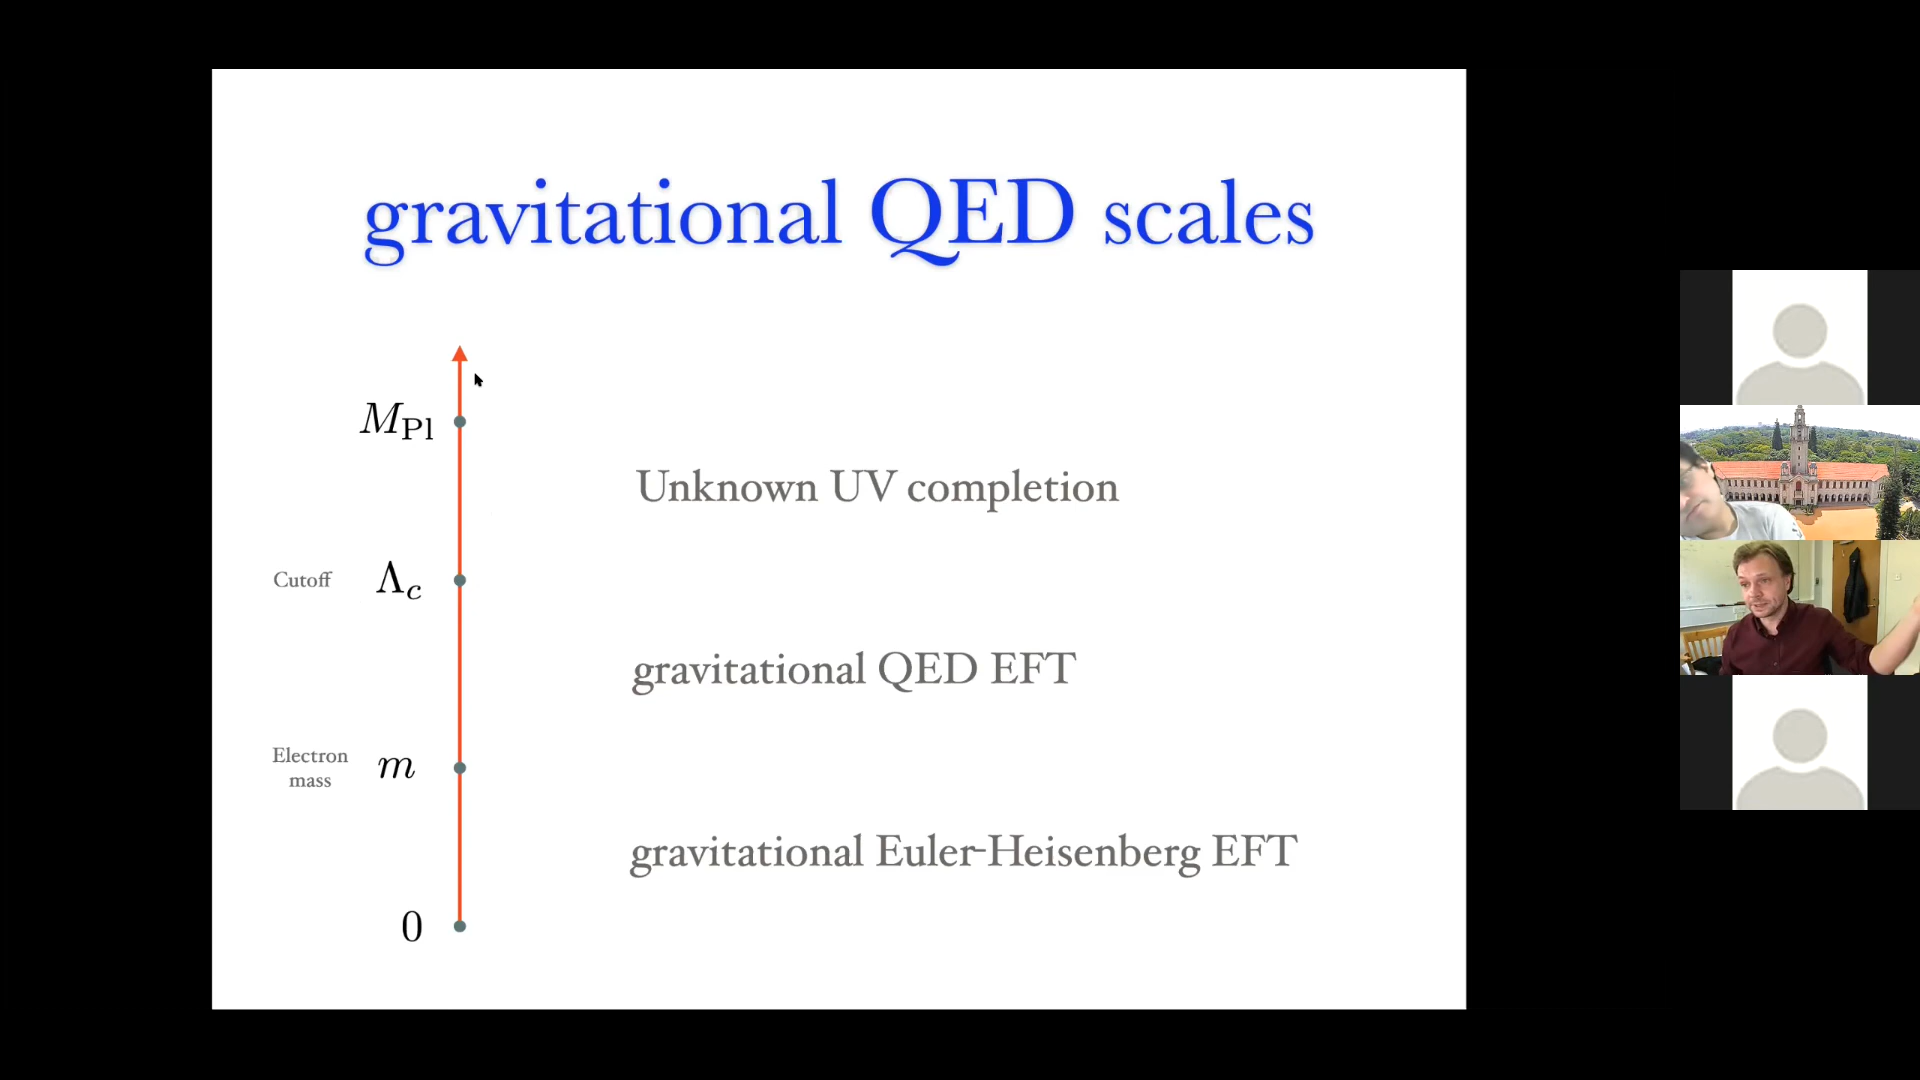 gravitational QED scales
M_Pl
Unknown UV completion
Cutoff Λ_c
gravitational QED EFT
Electron
mass
m
gravitational Euler-Heisenberg EFT
0